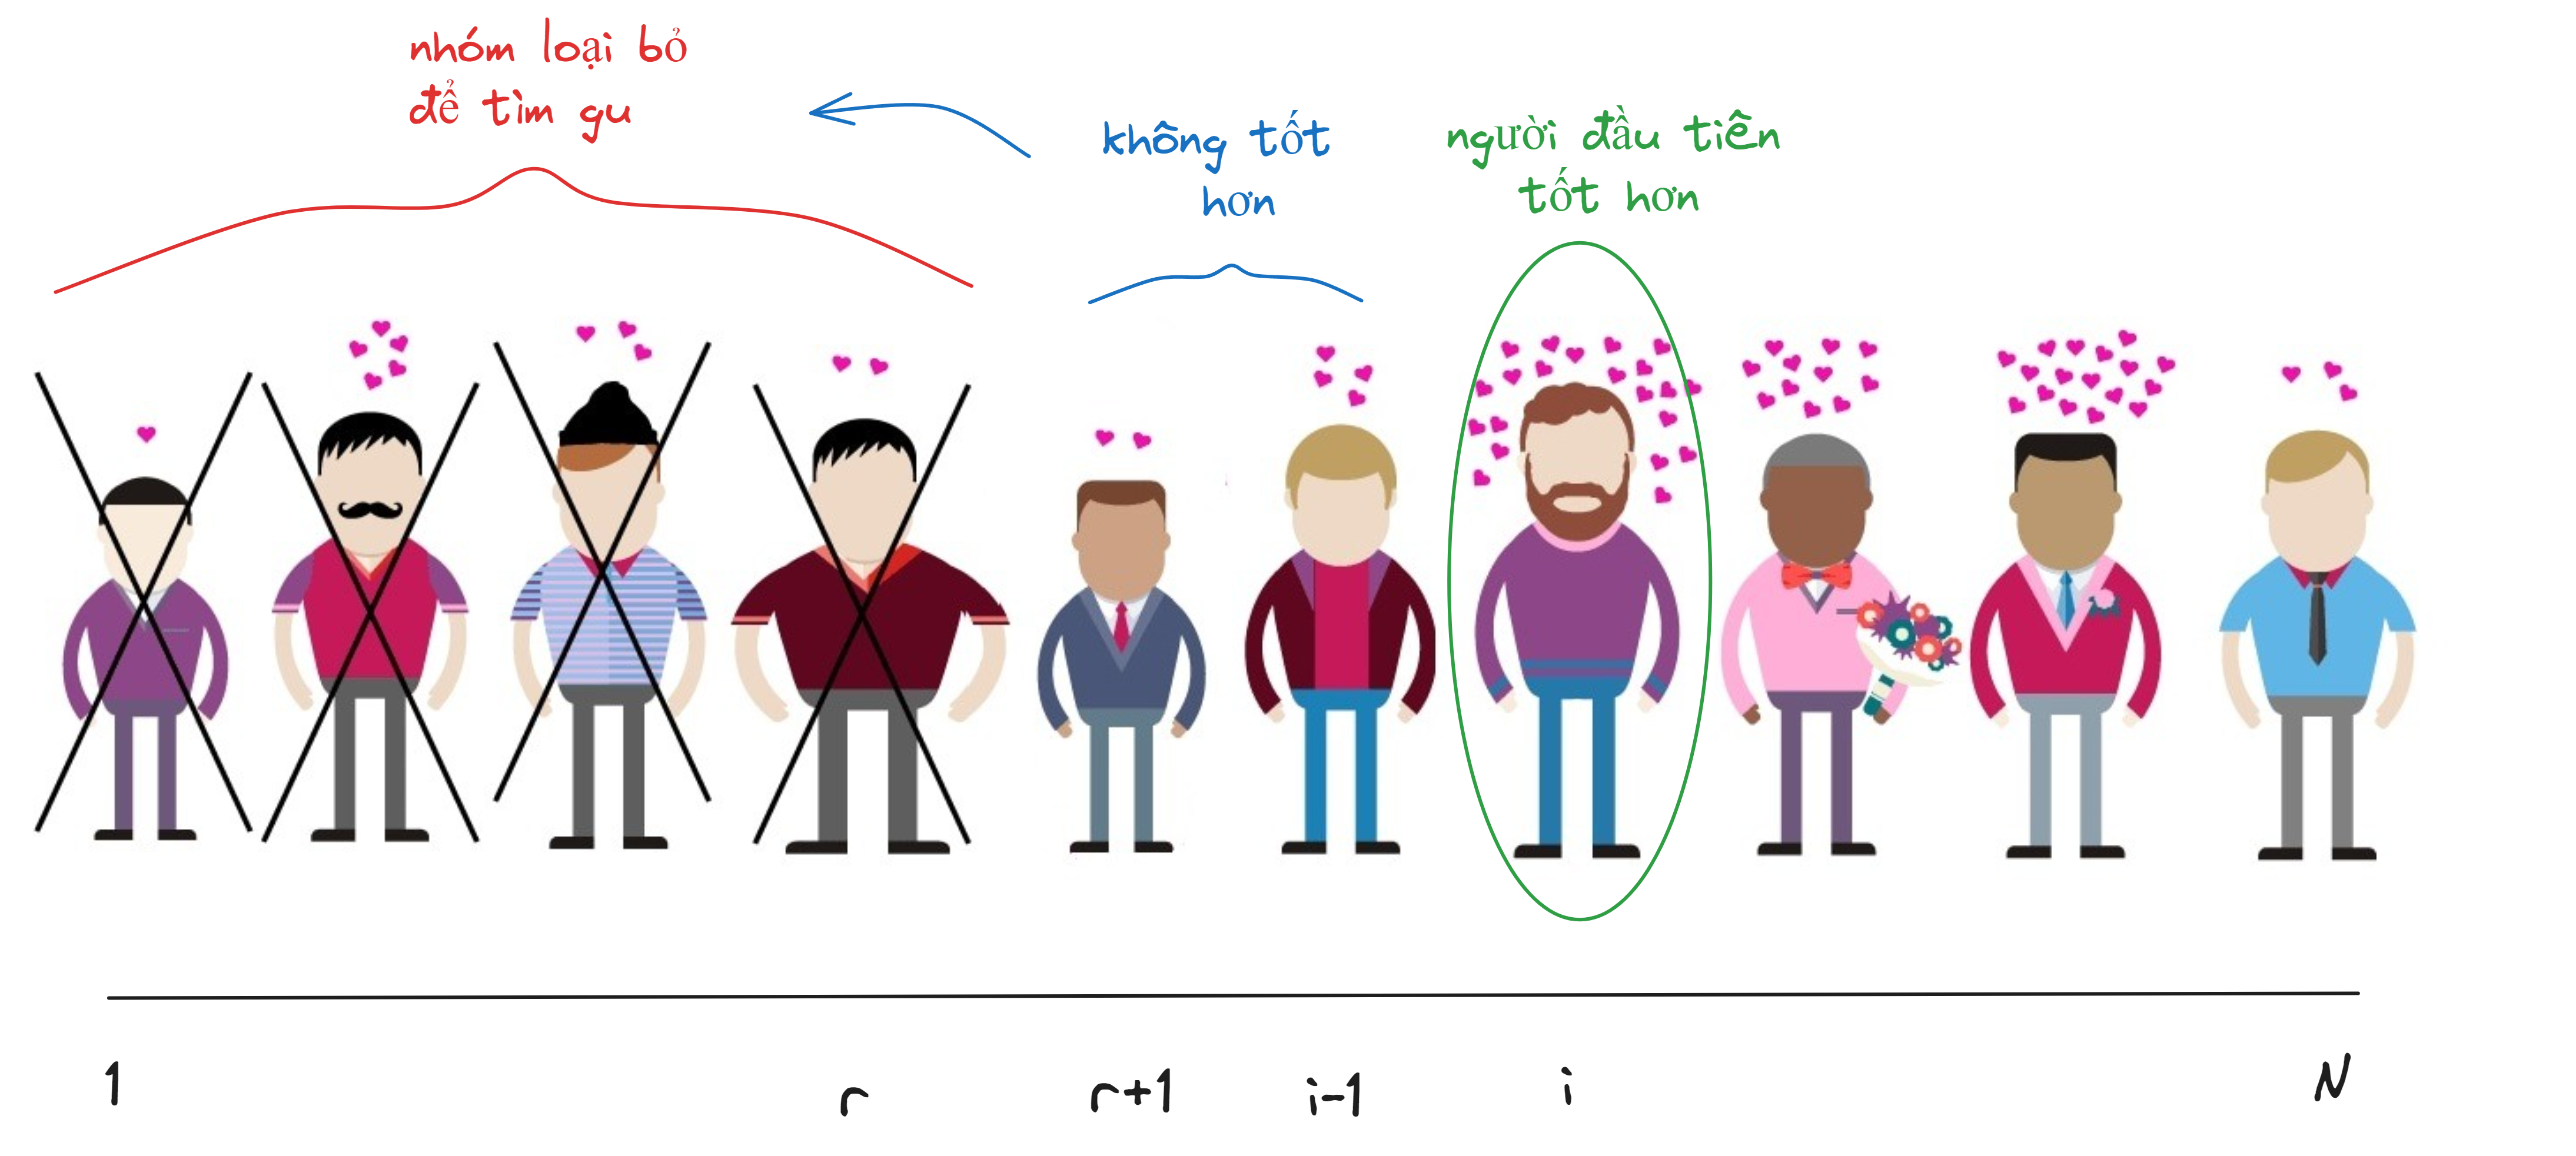 nhóm loại bỏ
để tìm gu
không tốt
hơn
người đầu tiên
tốt hơn
1
r
r+1
i-1
i
N